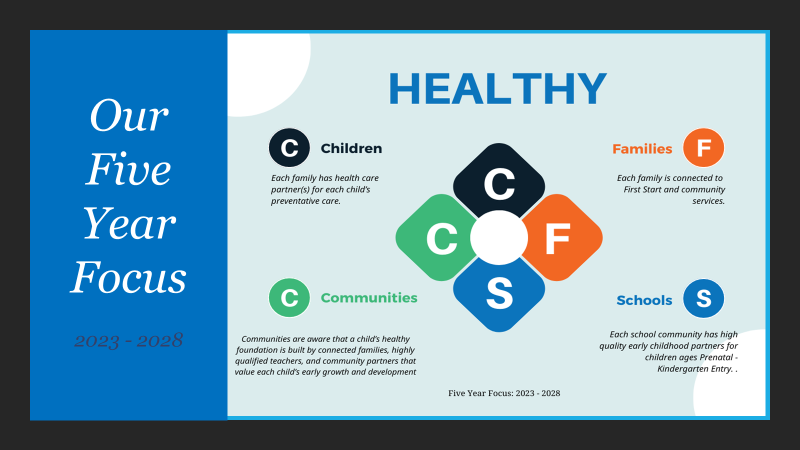 Our
Five
Year
Focus
2023 - 2028
HEALTHY
C Children
Each family has health care
partner(s) for each child's
preventative care.
Families F
Each family is connected to
First Start and community
services.
C
C F
S
C Communities
Communities are aware that a child's healthy
foundation is built by connected families, highly
qualified teachers, and community partners that
value each child's early growth and development
Schools S
Each school community has high
quality early childhood partners for
children ages Prenatal -
Kindergarten Entry. .
Five Year Focus: 2023 - 2028